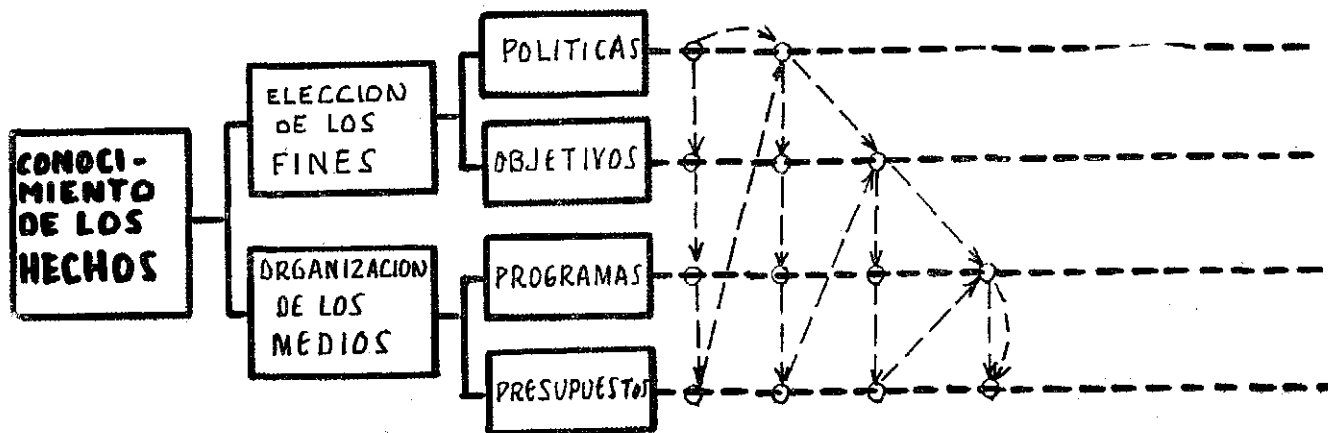 CONOCI-
MIENTO
DE LOS
HECHOS
ELECCION
DE LOS
FINES
ORGANIZACION
DE LOS
MEDIOS
POLITICAS
OBJETIVOS
PROGRAMAS
PRESUPUESTOS